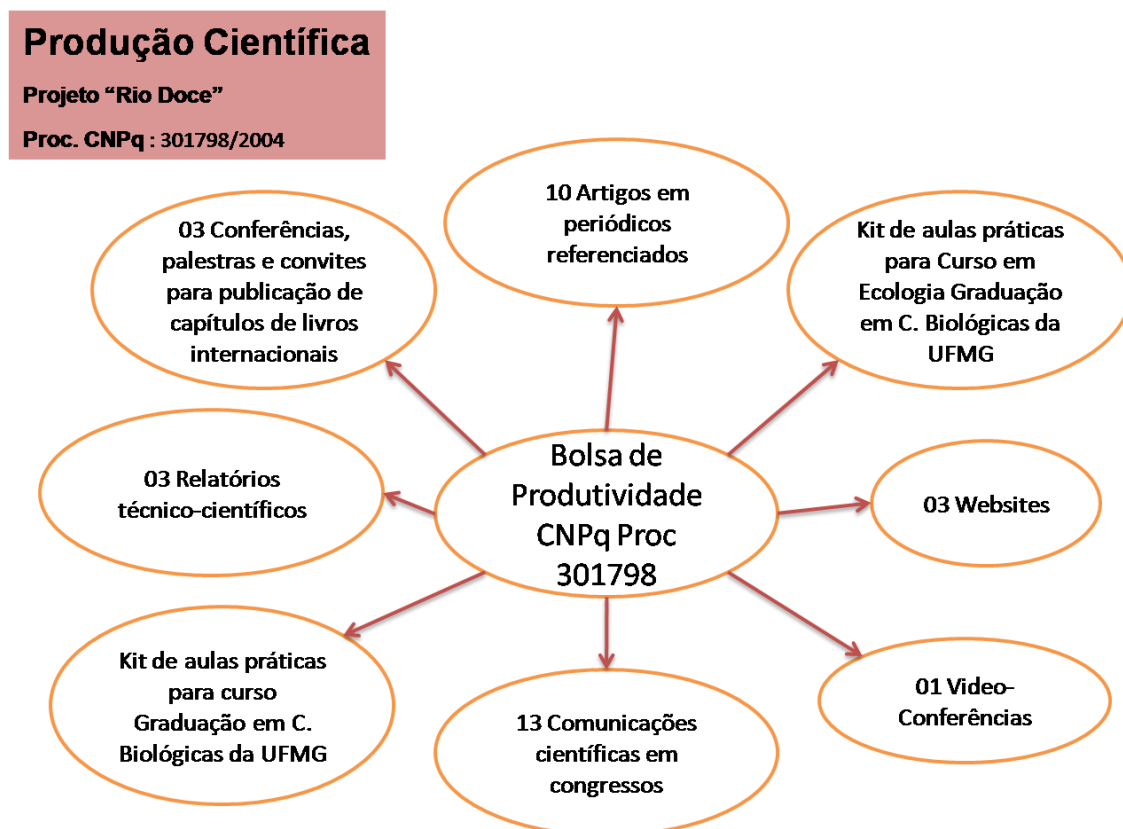 Produção Científica
Projeto “Rio Doce”
Proc. CNPq : 301798/2004
10 Artigos em
periódicos
referenciados
03 Conferências,
palestras e convites
para publicação de
capítulos de livros
internacionais
Kit de aulas práticas
para Curso em
Ecologia Graduação
em C. Biológicas da
UFMG
Bolsa de
Produtividade
CNPq Proc
301798
03 Relatórios
técnico-científicos
03 Websites
Kit de aulas práticas
para curso
Graduação em C.
Biológicas da UFMG
13 Comunicações
científicas em
congressos
01 Video-
Conferências